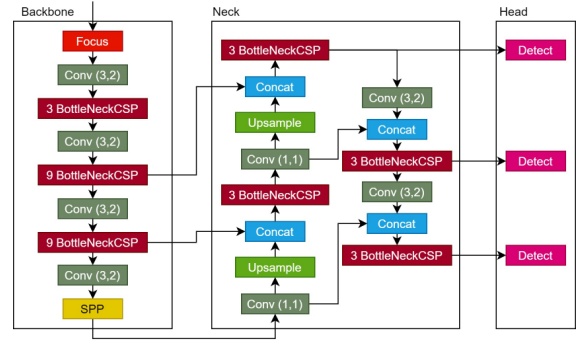 Backbone
Neck
Head
Focus
Conv (3,2)
3 BottleNeckCSP
Conv (3,2)
9 BottleNeckCSP
Conv (3,2)
9 BottleNeckCSP
Conv (3,2)
SPP
3 BottleNeckCSP
Concat
Upsample
Conv (1,1)
3 BottleNeckCSP
Concat
Upsample
Conv (1,1)
Conv (3,2)
Concat
3 BottleNeckCSP
Conv (3,2)
Concat
3 BottleNeckCSP
Detect
Detect
Detect